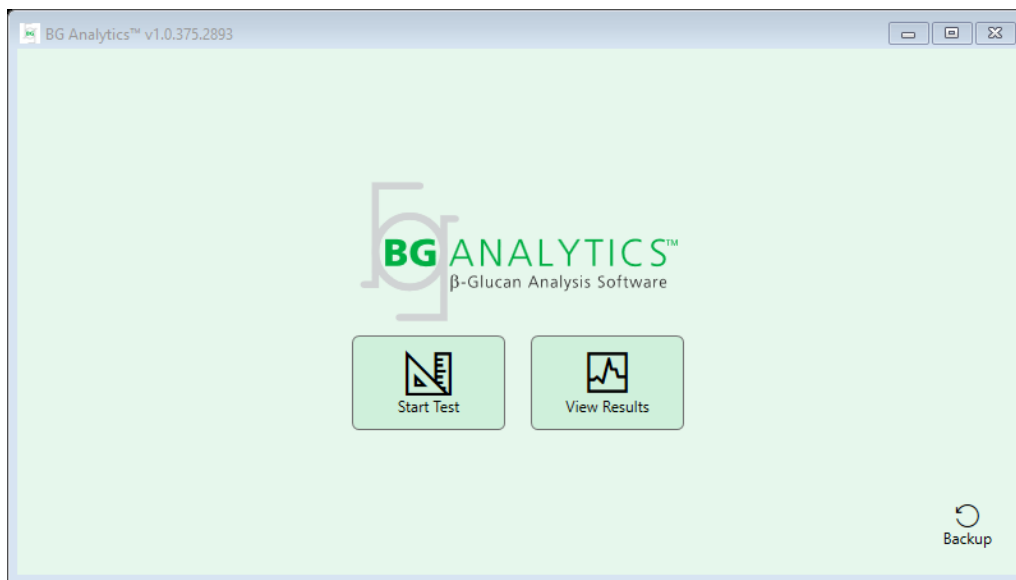 BG Analytics™ v1.0.375.2893
BG ANALYTICS™
β-Glucan Analysis Software
Start Test
View Results
Backup